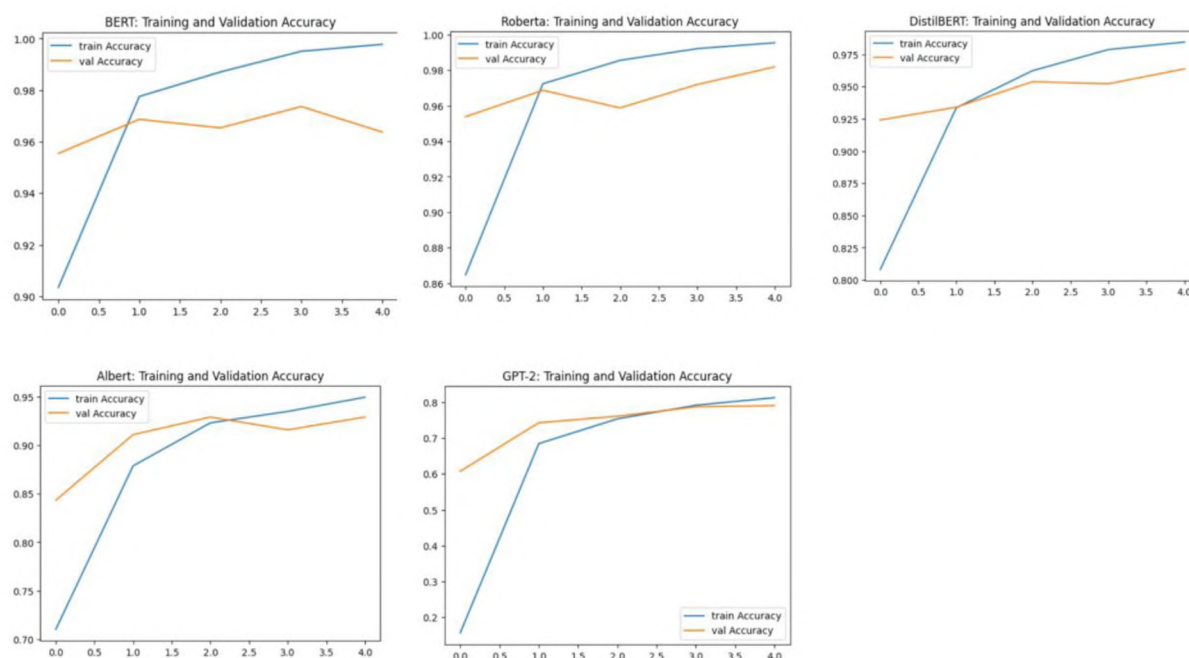 BERT: Training and Validation Accuracy
train Accuracy
val Accuracy
1.00
0.98
0.96
0.94
0.92
0.90
0.0 0.5 1.0 1.5 2.0 2.5 3.0 3.5 4.0
Roberta: Training and Validation Accuracy
train Accuracy
val Accuracy
1.00
0.98
0.96
0.94
0.92
0.90
0.88
0.86
0.0 0.5 1.0 1.5 2.0 2.5 3.0 3.5 4.0
DistilBERT: Training and Validation Accuracy
train Accuracy
val Accuracy
0.975
0.950
0.925
0.900
0.875
0.850
0.825
0.800
0.0 0.5 1.0 1.5 2.0 2.5 3.0 3.5 4.0
Albert: Training and Validation Accuracy
train Accuracy
val Accuracy
0.95
0.90
0.85
0.80
0.75
0.70
0.0 0.5 1.0 1.5 2.0 2.5 3.0 3.5 4.0
GPT-2: Training and Validation Accuracy
0.8
0.7
0.6
0.5
0.4
0.3
0.2
train Accuracy
val Accuracy
0.0 0.5 1.0 1.5 2.0 2.5 3.0 3.5 4.0